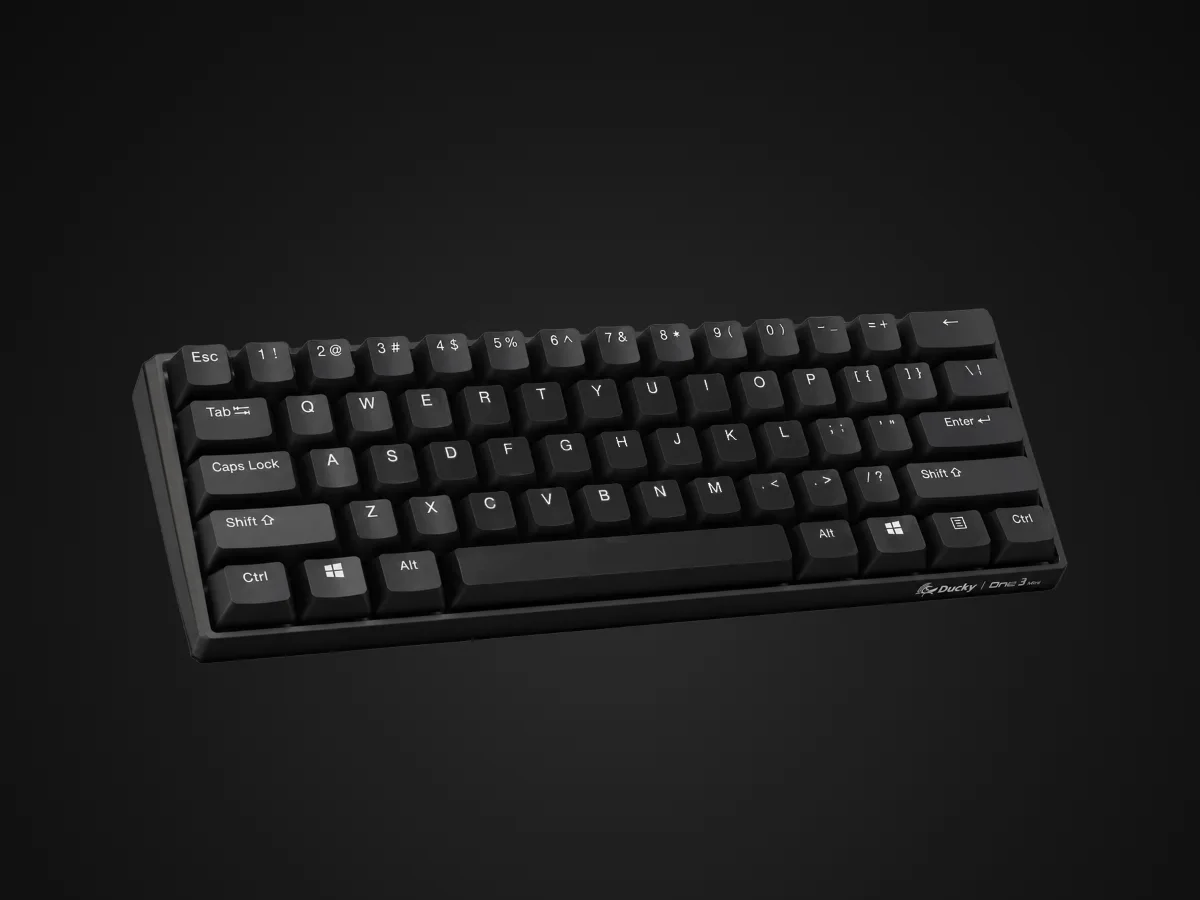 Esc 1 ! 2 @ 3 # 4 $ 5 % 6 ^ 7 & 8 * 9 ( 0 ) - _ = + ←
Tab ↹ Q W E R T Y U I O P [ { ] } \ |
Caps Lock A S D F G H J K L ; : ' " Enter ↵
Shift ⇧ Z X C V B N M , < . > / ? Shift ⇧
Ctrl Alt Alt Ctrl
Ducky | One 3 Mini